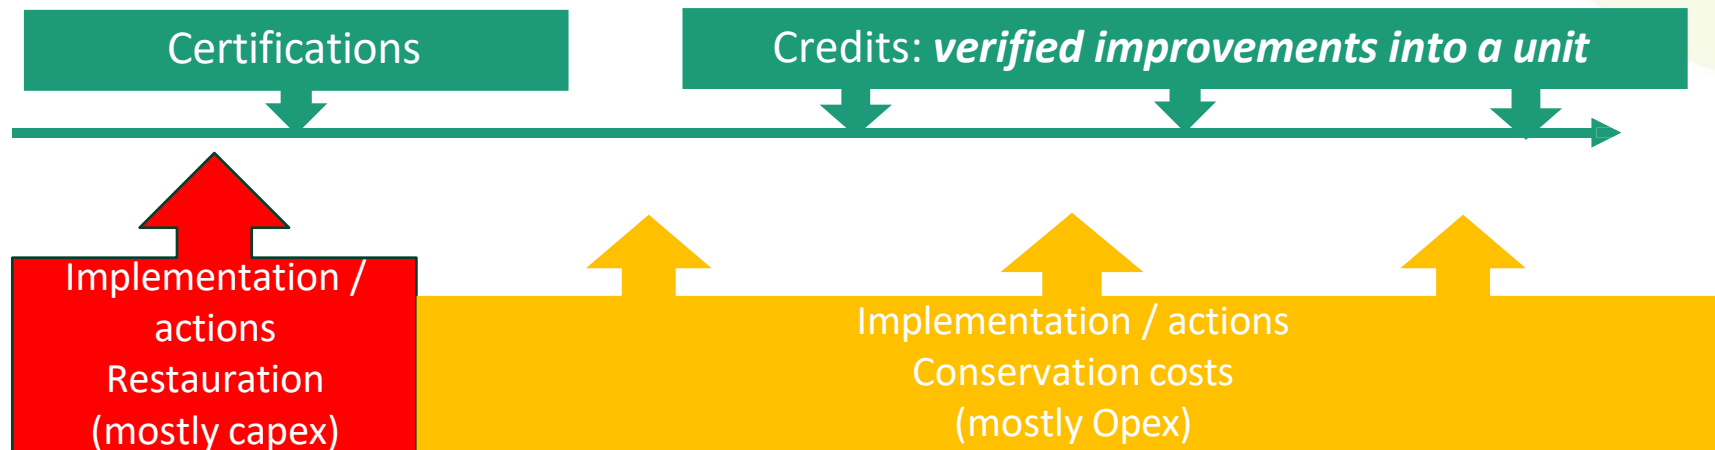 Certifications
Credits: verified improvements into a unit
Implementation /
actions
Restauration
(mostly capex)
Implementation / actions
Conservation costs
(mostly Opex)